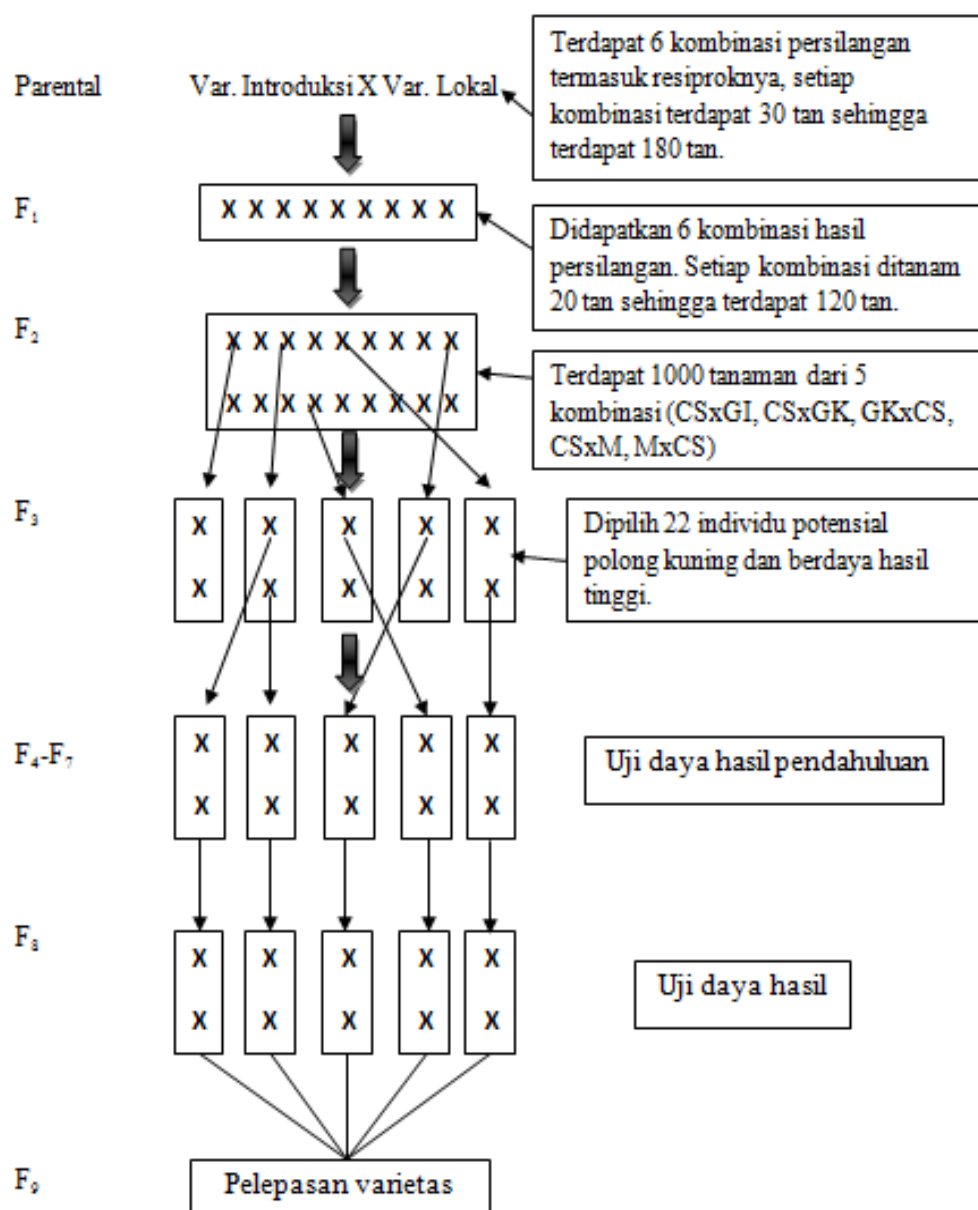 Parental
Var. Introduksi X Var. Lokal
Terdapat 6 kombinasi persilangan
termasuk resiproknya, setiap
kombinasi terdapat 30 tan sehingga
terdapat 180 tan.
F₁
X X X X X X X X X
Didapatkan 6 kombinasi hasil
persilangan. Setiap kombinasi ditanam
20 tan sehingga terdapat 120 tan.
F₂
X X X X X X X X X
X X X X X X X X X
Terdapat 1000 tanaman dari 5
kombinasi (CSxGI, CSxGK, GKxCS,
CSxM, MxCS)
F₃
X X X X X
X X X X X
Dipilih 22 individu potensial
polong kuning dan berdaya hasil
tinggi.
F₄-F₇
X X X X X
X X X X X
Uji daya hasil pendahuluan
F₈
X X X X X
X X X X X
Uji daya hasil
F₉
Pelepasan varietas